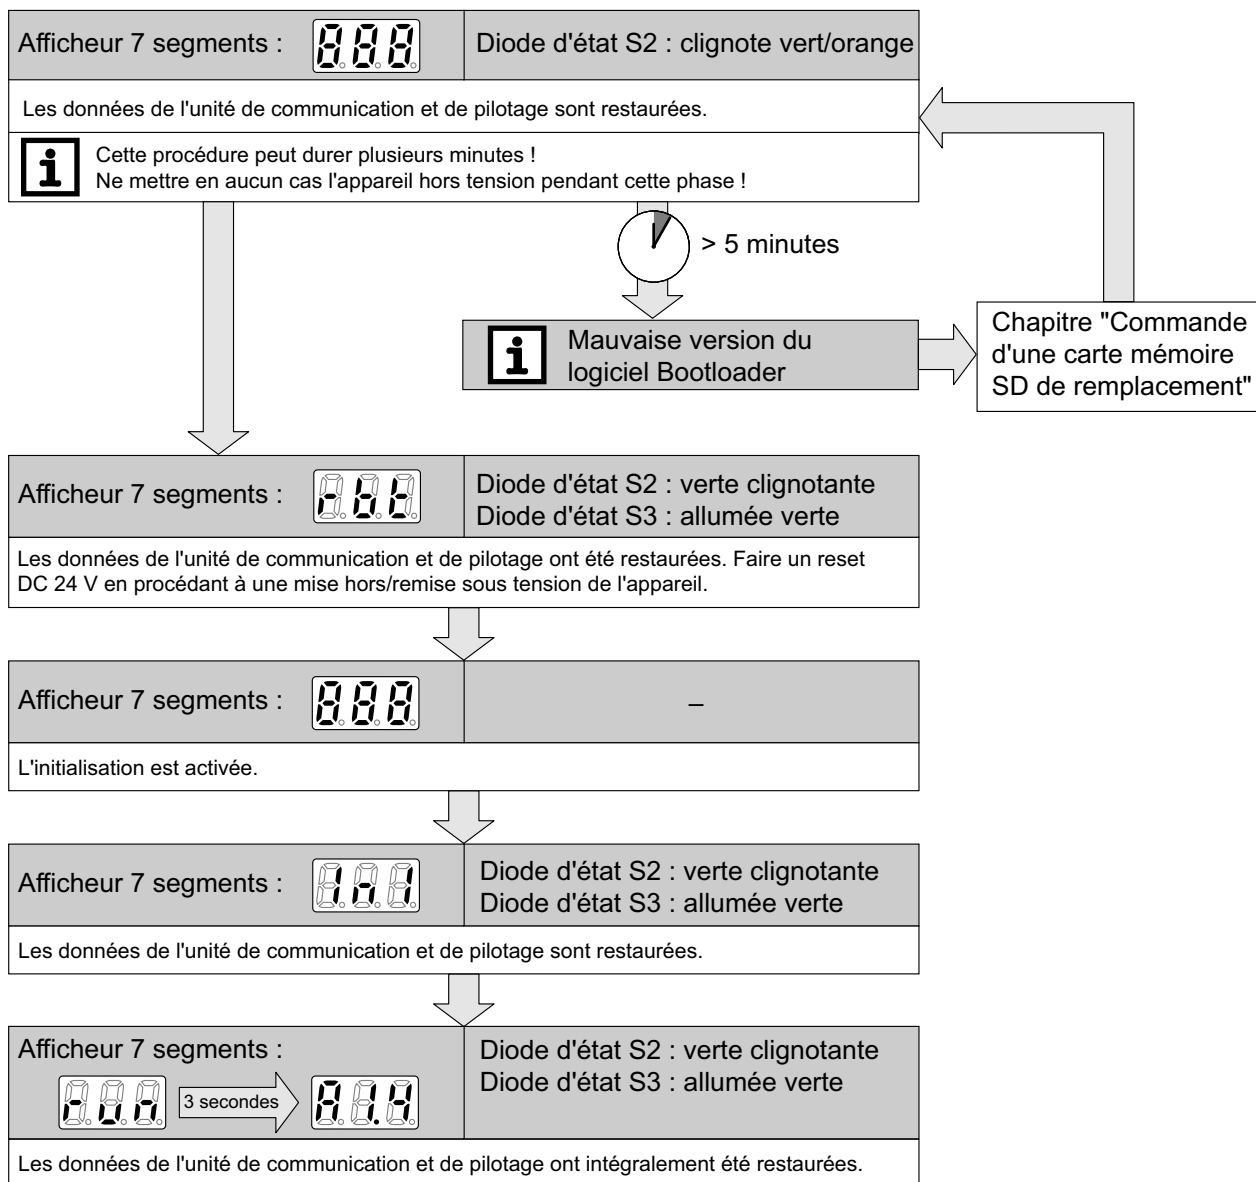 Afficheur 7 segments : 888
Diode d'état S2 : clignote vert/orange
Les données de l'unité de communication et de pilotage sont restaurées.
i
Cette procédure peut durer plusieurs minutes !
Ne mettre en aucun cas l'appareil hors tension pendant cette phase !
> 5 minutes
i
Mauvaise version du
logiciel Bootloader
Chapitre "Commande
d'une carte mémoire
SD de remplacement"
Afficheur 7 segments : rbt
Diode d'état S2 : verte clignotante
Diode d'état S3 : allumée verte
Les données de l'unité de communication et de pilotage ont été restaurées. Faire un reset
DC 24 V en procédant à une mise hors/remise sous tension de l'appareil.
Afficheur 7 segments : 888
–
L'initialisation est activée.
Afficheur 7 segments : 1n1
Diode d'état S2 : verte clignotante
Diode d'état S3 : allumée verte
Les données de l'unité de communication et de pilotage sont restaurées.
Afficheur 7 segments :
run
3 secondes
A1.4
Diode d'état S2 : verte clignotante
Diode d'état S3 : allumée verte
Les données de l'unité de communication et de pilotage ont intégralement été restaurées.